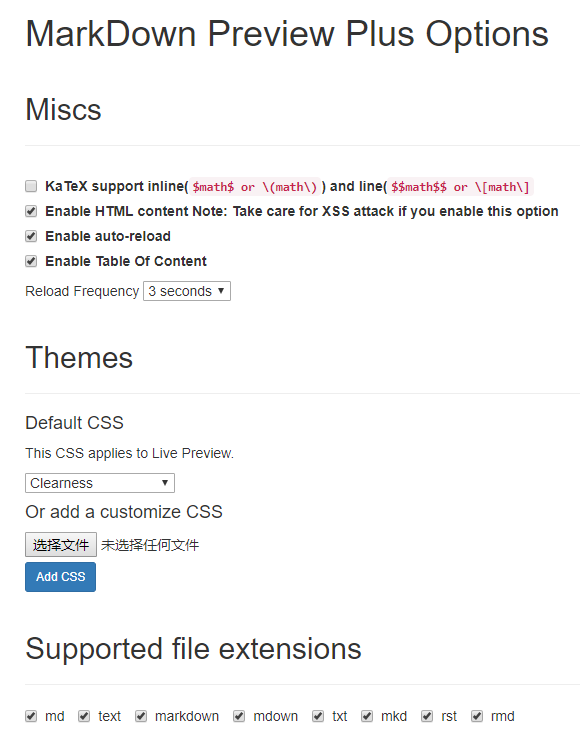 MarkDown Preview Plus Options
Miscs
KaTeX support inline( $math$ or \(math\) ) and line( $$math$$ or \[math\]
Enable HTML content Note: Take care for XSS attack if you enable this option
Enable auto-reload
Enable Table Of Content
Reload Frequency 3 seconds
Themes
Default CSS
This CSS applies to Live Preview.
Clearness
Or add a customize CSS
选择文件 未选择任何文件
Add CSS
Supported file extensions
md text markdown mdown txt mkd rst rmd